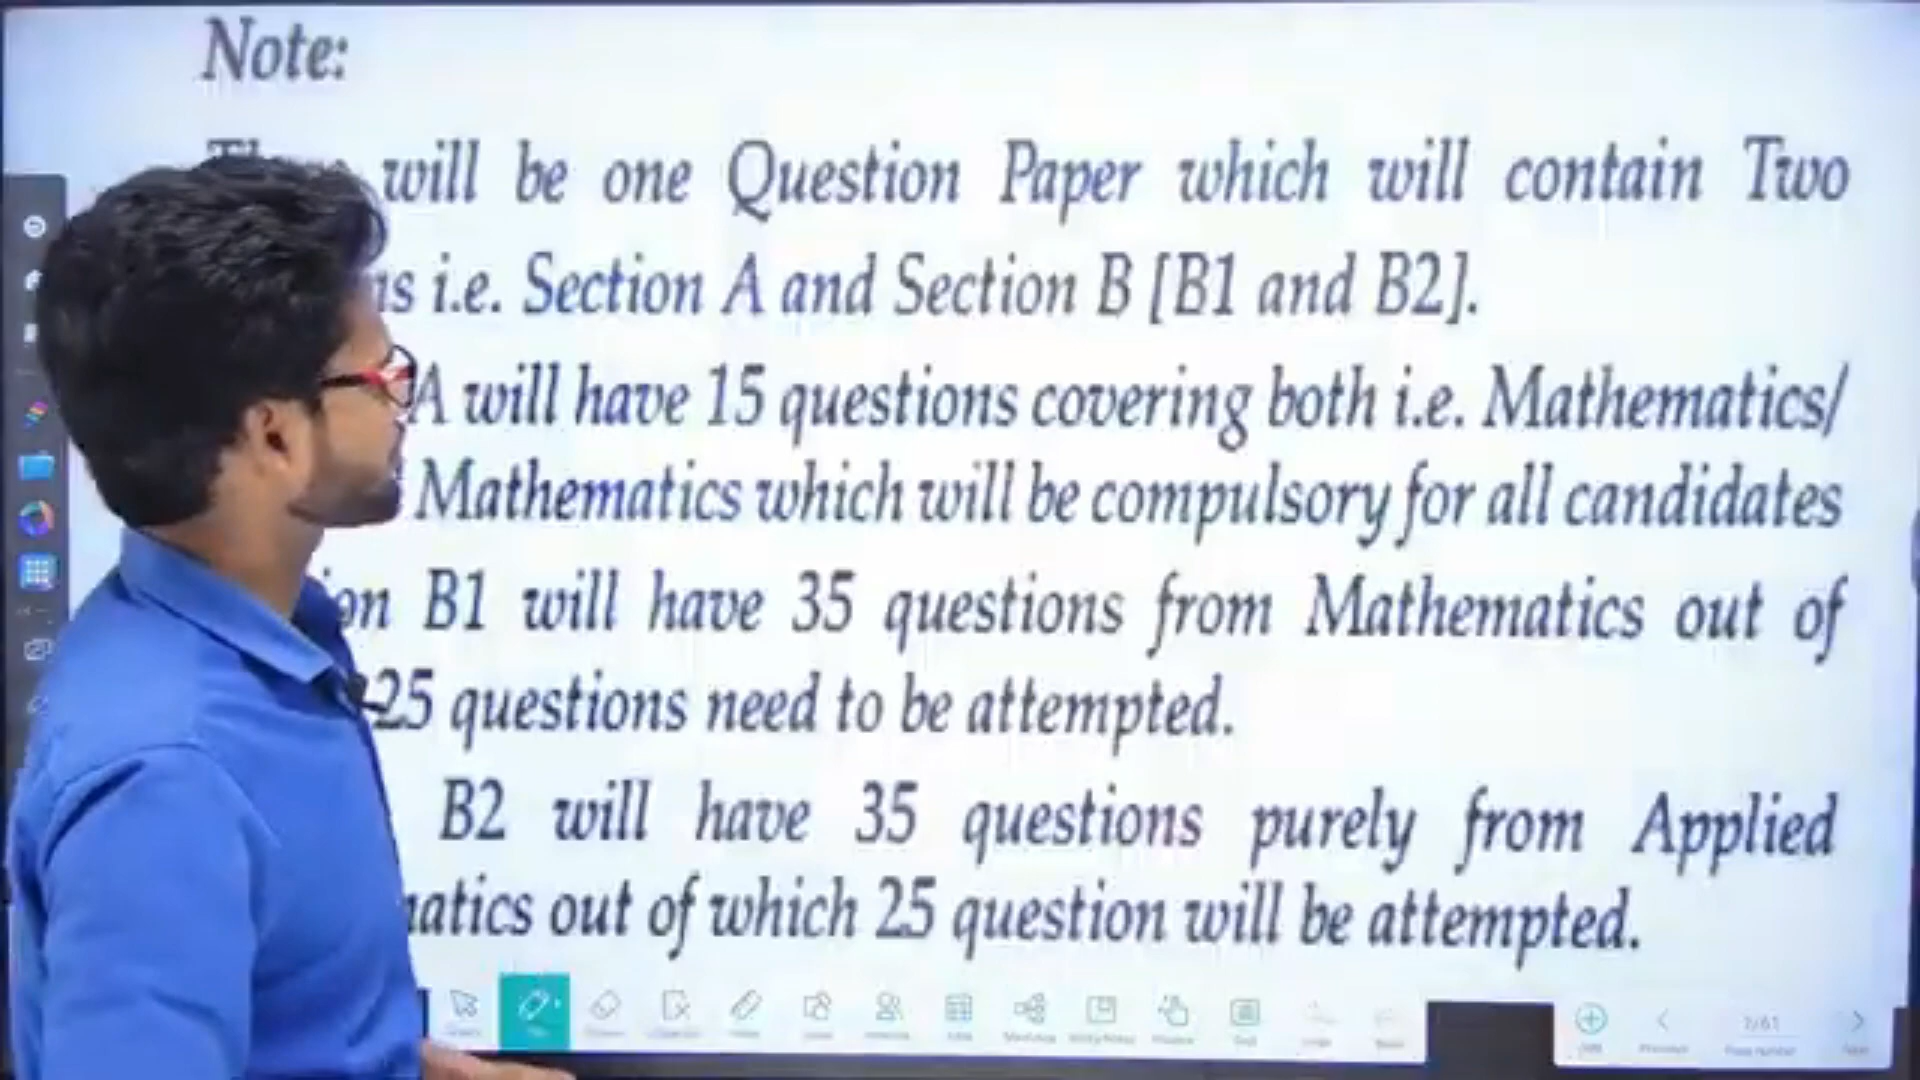 Note:
will be one Question Paper which will contain Two
i.e. Section A and Section B [B1 and B2].
A will have 15 questions covering both i.e. Mathematics/
Mathematics which will be compulsory for all candidates
B1 will have 35 questions from Mathematics out of
25 questions need to be attempted.
B2 will have 35 questions purely from Applied
out of which 25 question will be attempted.